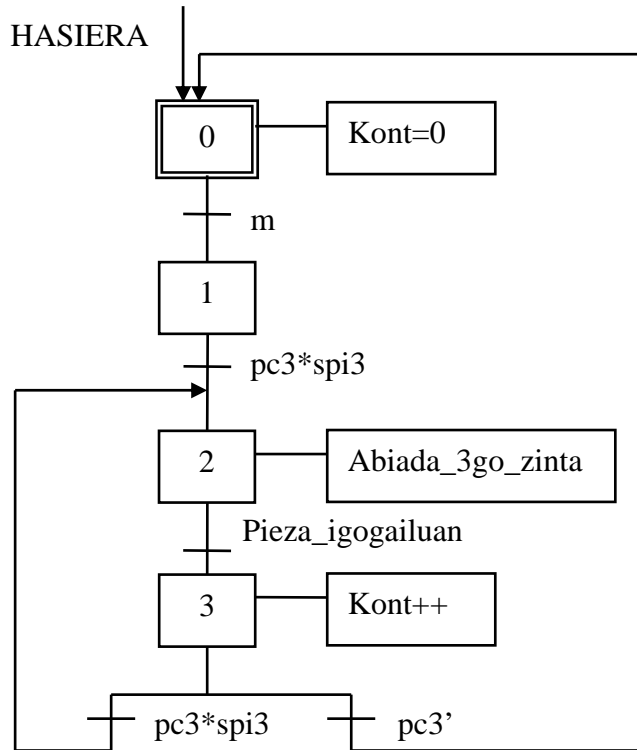 HASIERA
0
Kont=0
m
1
pc3*spi3
2
Abiada_3go_zinta
Pieza_igogailuan
3
Kont++
pc3*spi3
pc3’